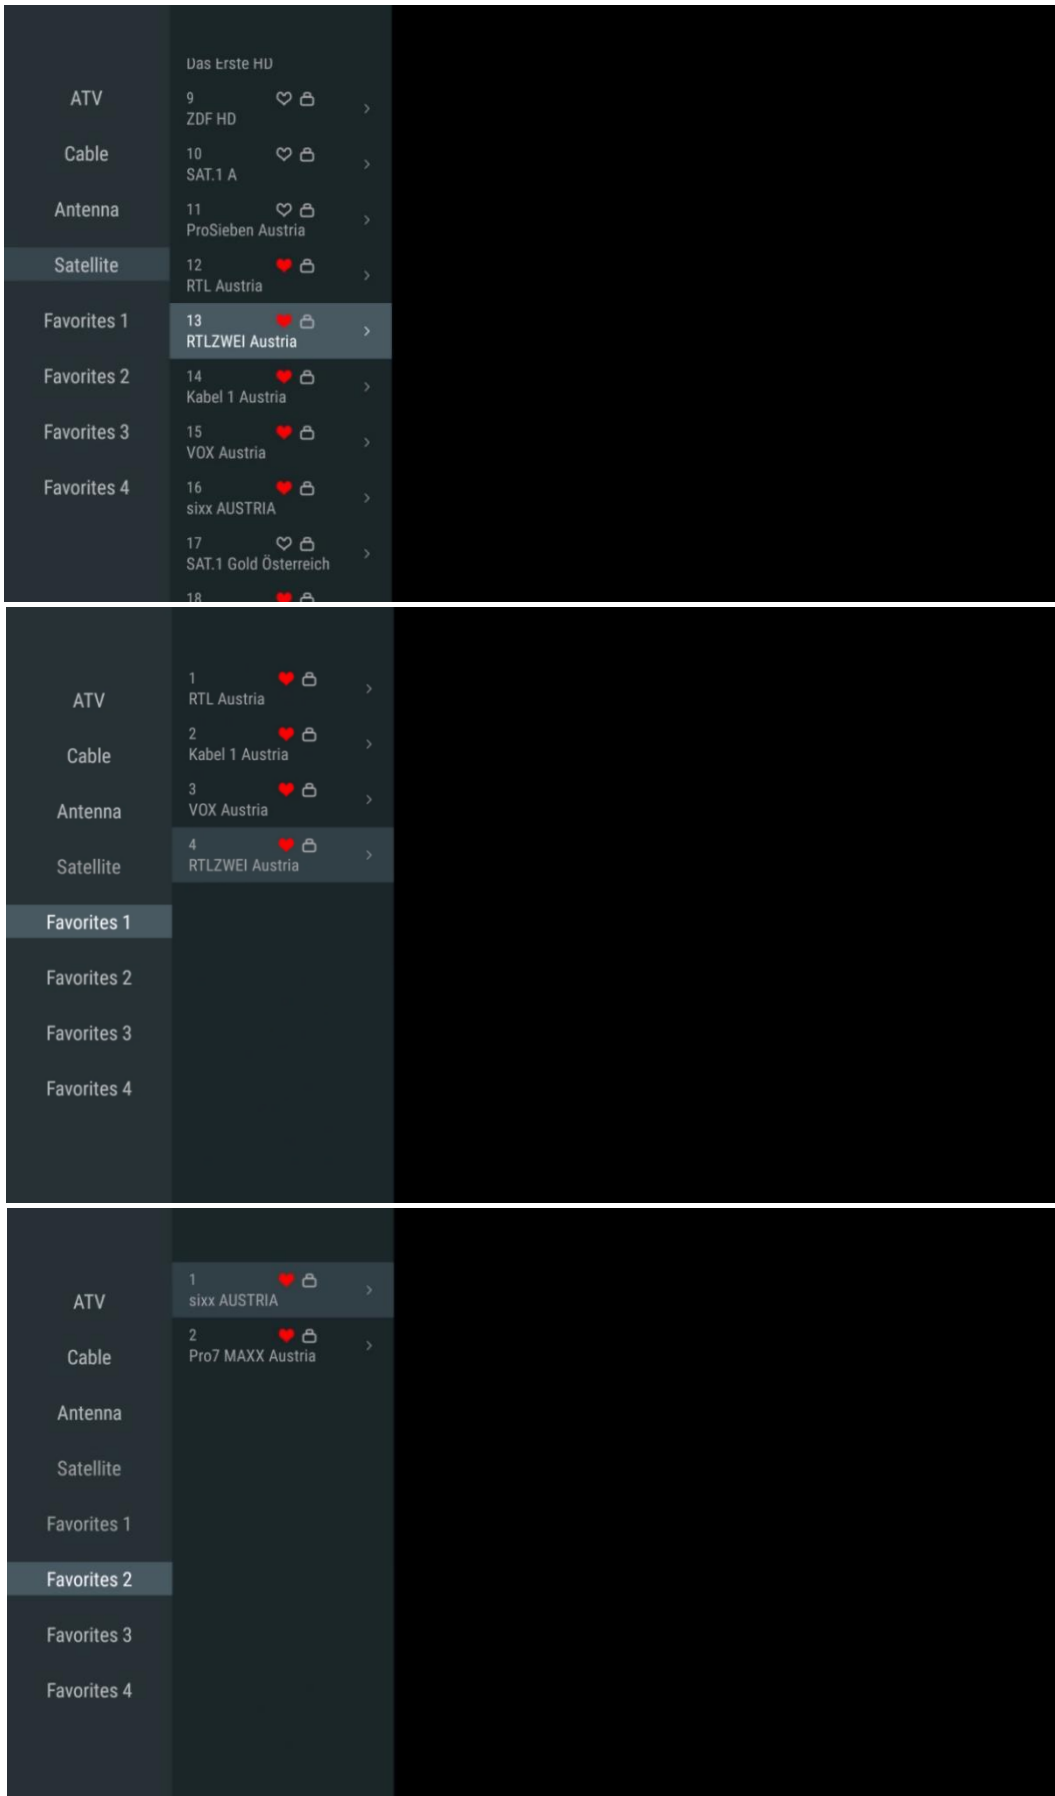 ATV
Cable
Antenna
Satellite
Favorites 1
Favorites 2
Favorites 3
Favorites 4
Das Erste HD
9
ZDF HD
10
SAT.1 A
11
ProSieben Austria
12
RTL Austria
13
RTLZWEI Austria
14
Kabel 1 Austria
15
VOX Austria
16
sixx AUSTRIA
17
SAT.1 Gold Österreich
18
ATV
Cable
Antenna
Satellite
Favorites 1
Favorites 2
Favorites 3
Favorites 4
1
RTL Austria
2
Kabel 1 Austria
3
VOX Austria
4
RTLZWEI Austria
ATV
Cable
Antenna
Satellite
Favorites 1
Favorites 2
Favorites 3
Favorites 4
1
sixx AUSTRIA
2
Pro7 MAXX Austria